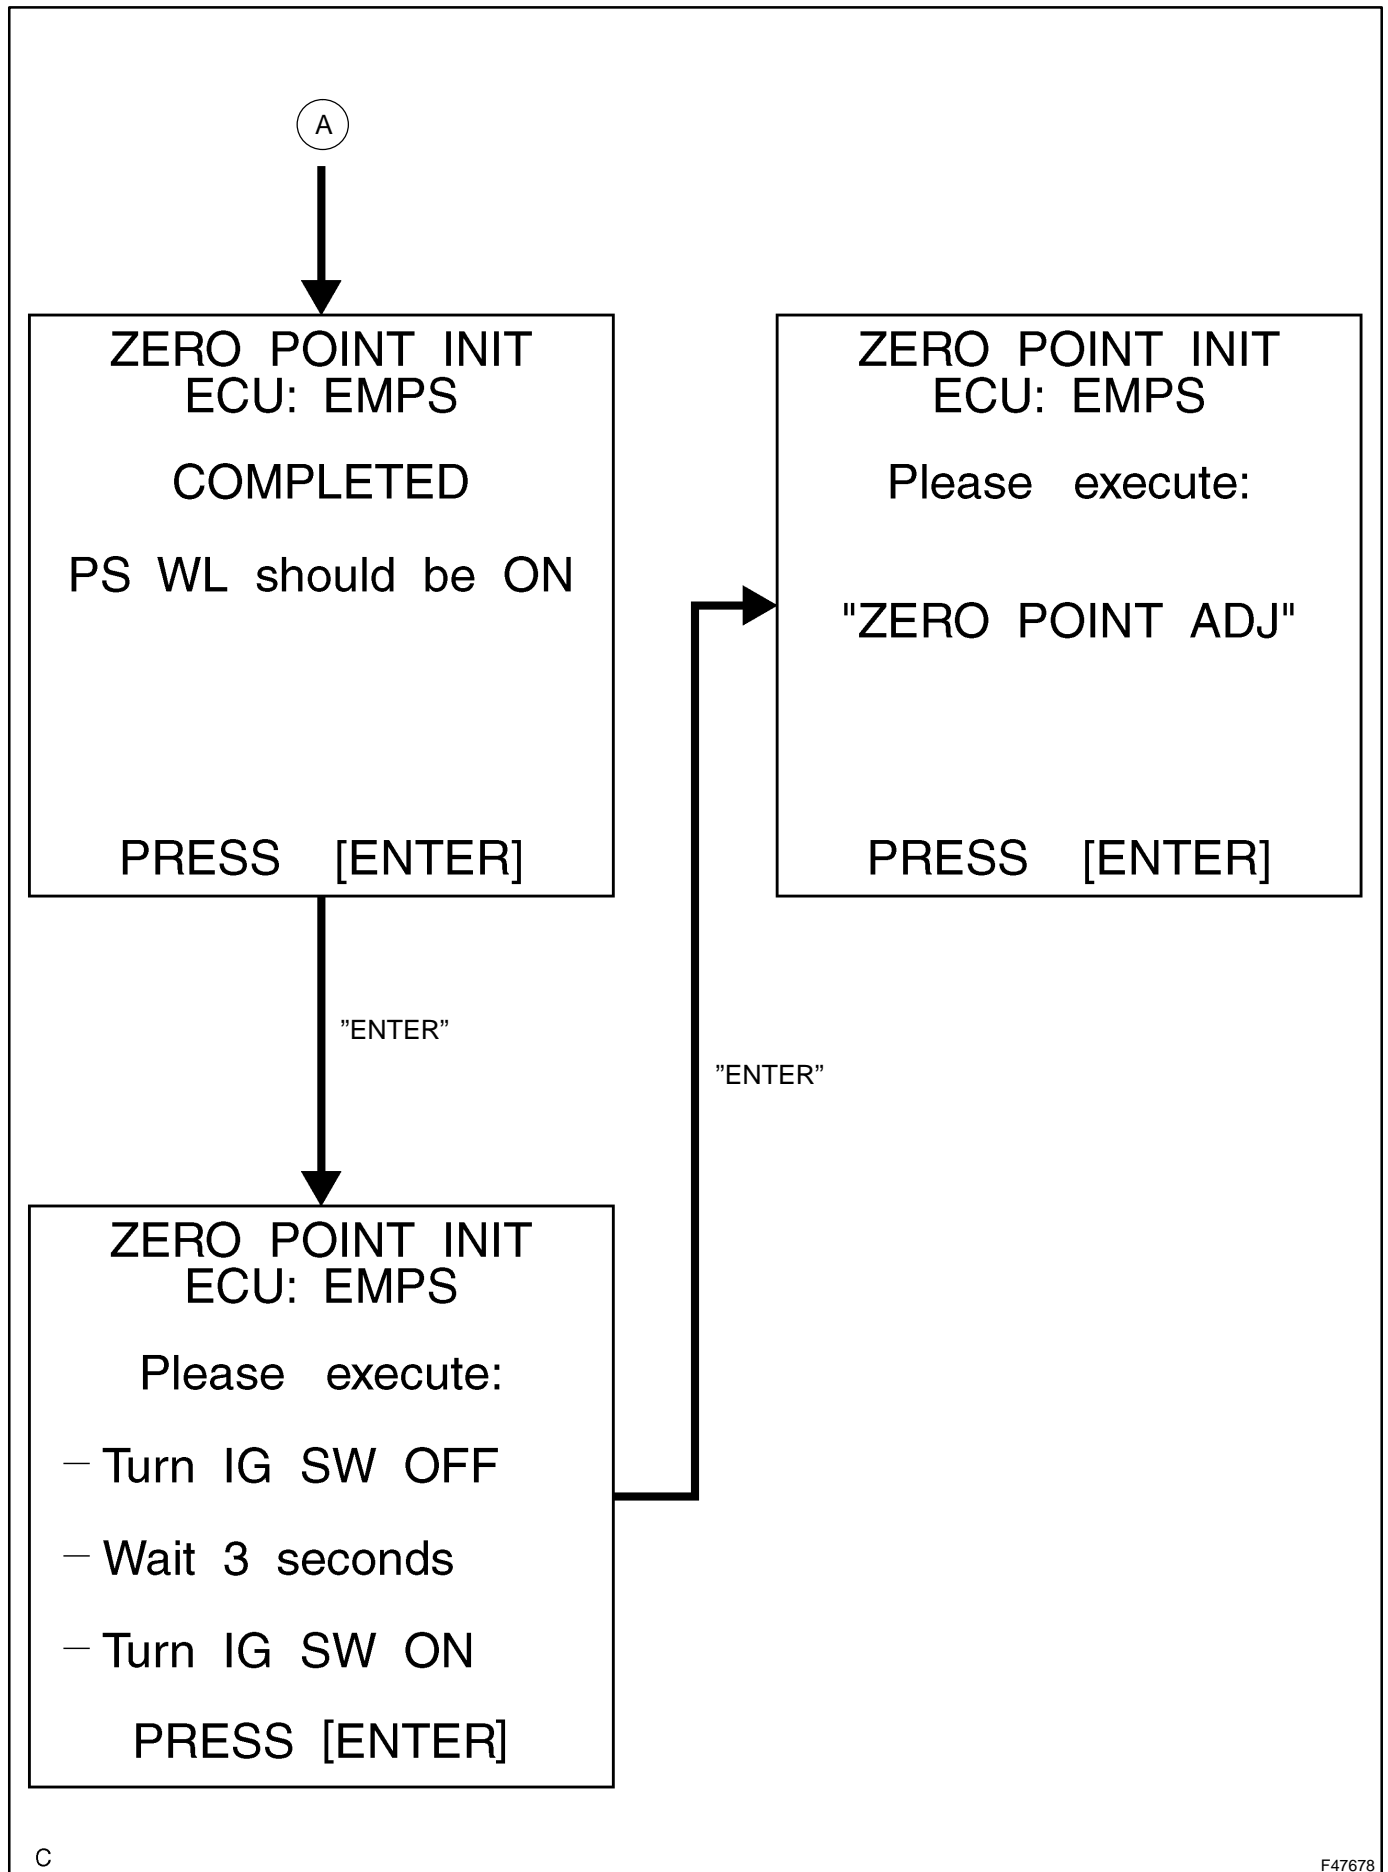 A
ZERO POINT INIT
ECU: EMPS
COMPLETED
PS WL should be ON
PRESS [ENTER]
”ENTER”
ZERO POINT INIT
ECU: EMPS
Please execute:
– Turn IG SW OFF
– Wait 3 seconds
– Turn IG SW ON
PRESS [ENTER]
”ENTER”
ZERO POINT INIT
ECU: EMPS
Please execute:
"ZERO POINT ADJ"
PRESS [ENTER]
C
F47678